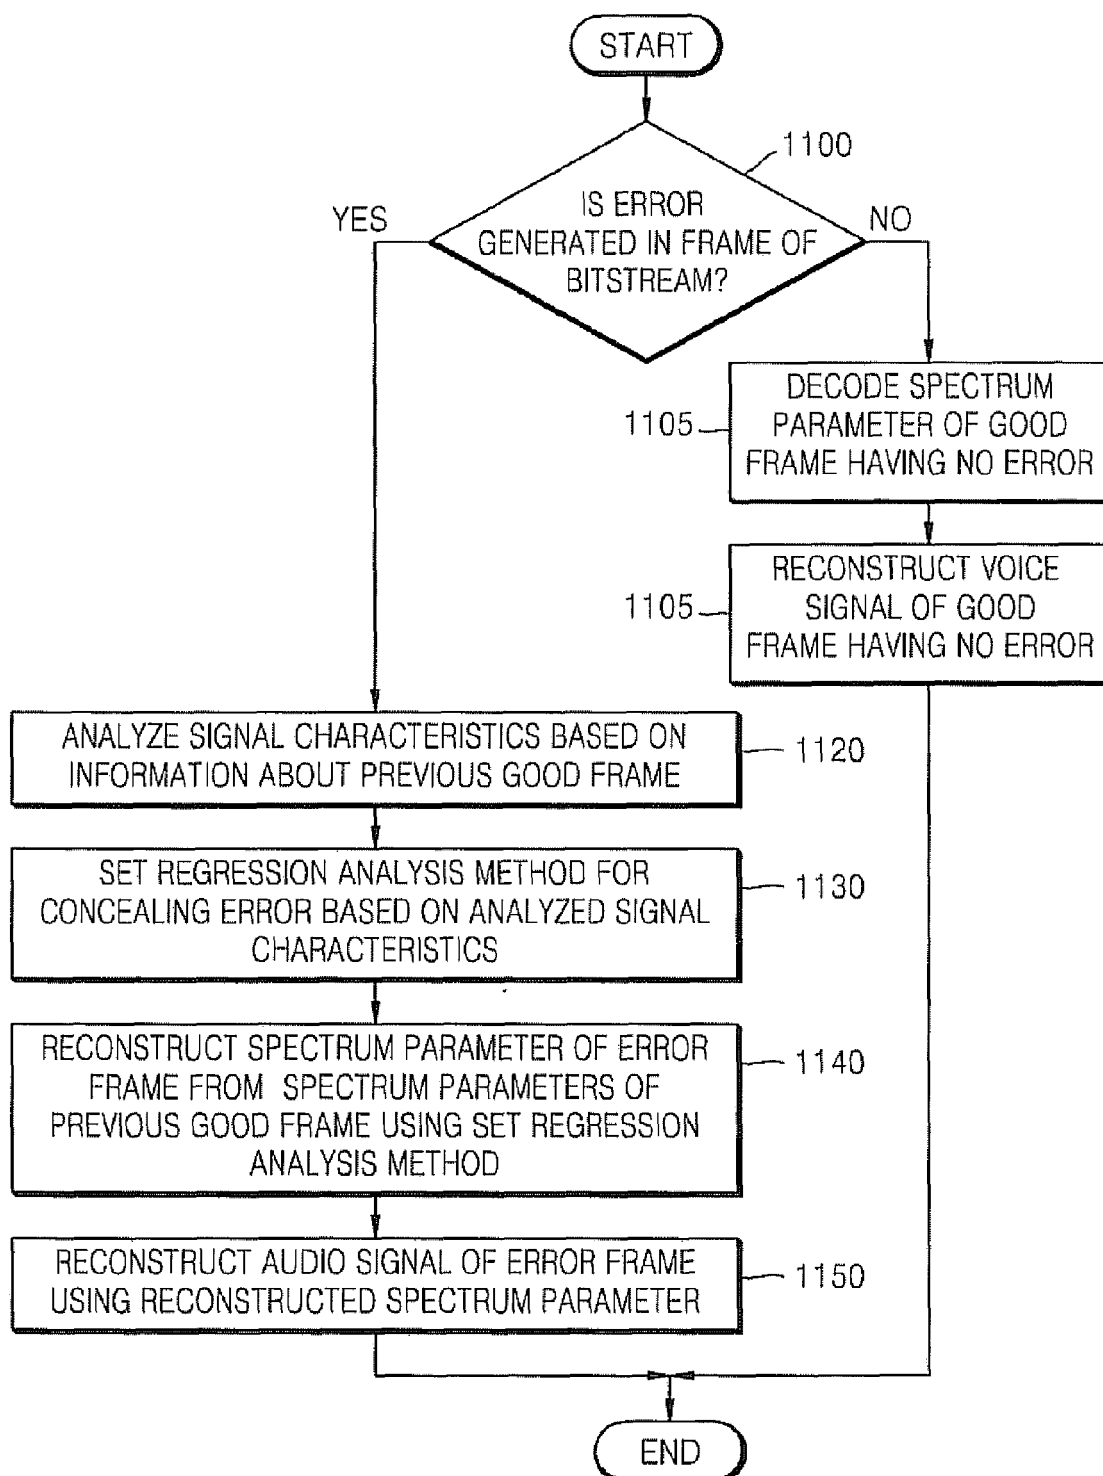 START
1100
IS ERROR
GENERATED IN FRAME OF
BITSTREAM?
YES
NO
DECODE SPECTRUM
PARAMETER OF GOOD
FRAME HAVING NO ERROR
1105
RECONSTRUCT VOICE
SIGNAL OF GOOD
FRAME HAVING NO ERROR
1105
ANALYZE SIGNAL CHARACTERISTICS BASED ON
INFORMATION ABOUT PREVIOUS GOOD FRAME
1120
SET REGRESSION ANALYSIS METHOD FOR
CONCEALING ERROR BASED ON ANALYZED SIGNAL
CHARACTERISTICS
1130
RECONSTRUCT SPECTRUM PARAMETER OF ERROR
FRAME FROM SPECTRUM PARAMETERS OF
PREVIOUS GOOD FRAME USING SET REGRESSION
ANALYSIS METHOD
1140
RECONSTRUCT AUDIO SIGNAL OF ERROR FRAME
USING RECONSTRUCTED SPECTRUM PARAMETER
1150
END